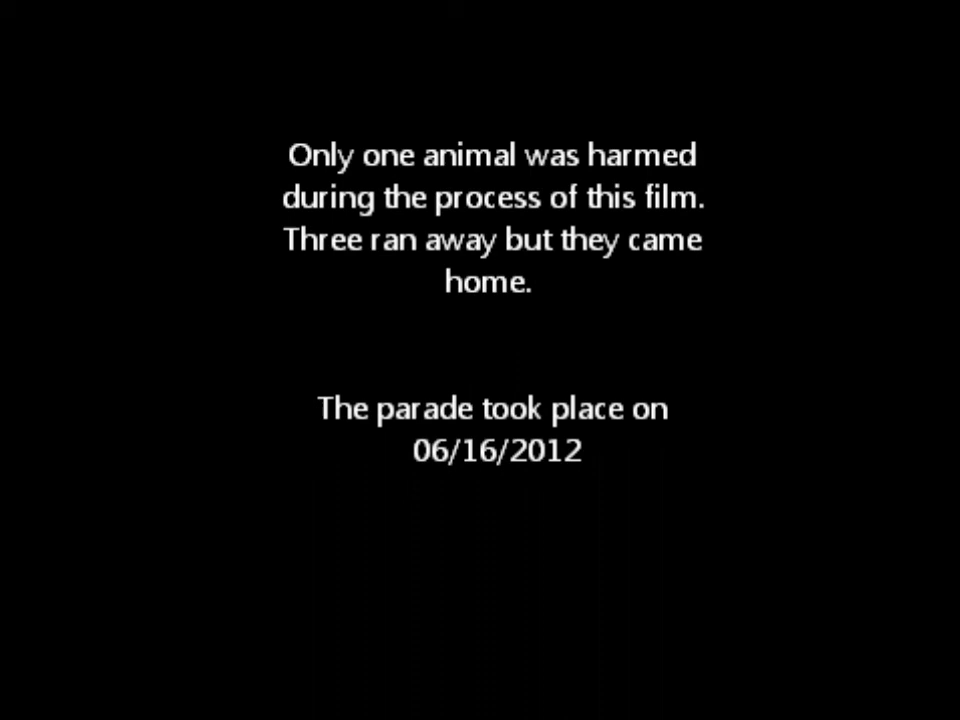 Only one animal was harmed
during the process of this film.
Three ran away but they came
home.
The parade took place on
06/16/2012